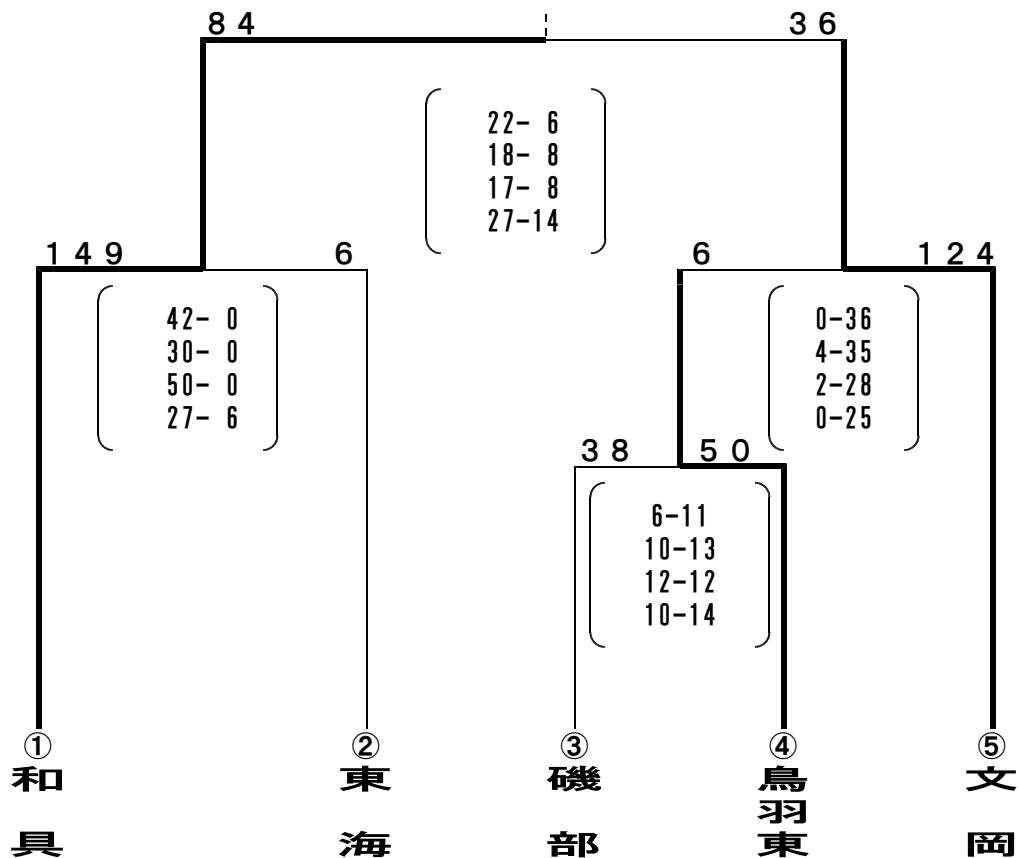 ８４ ３６
22- 6
18- 8
17- 8
27-14
１４９ ６ ６ １２４
42- 0
30- 0
50- 0
27- 6
0-36
4-35
2-28
0-25
３８ ５０
6-11
10-13
12-12
10-14
① ② ③ ④ ⑤
和具
東海
磯部
鳥羽東
文岡